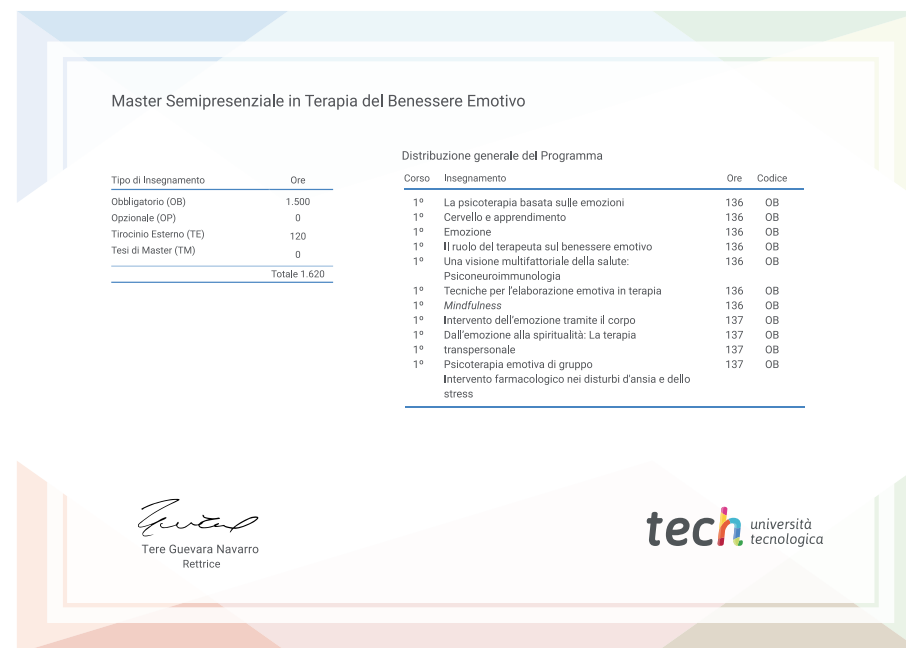 Master Semipresenziale in Terapia del Benessere Emotivo
Tipo di Insegnamento Ore
Obbligatorio (OB) 1.500
Opzionale (OP) 0
Tirocinio Esterno (TE) 120
Tesi di Master (TM) 0
Totale 1.620
Distribuzione generale del Programma
Corso Insegnamento Ore Codice
1º La psicoterapia basata sulle emozioni 136 OB
1º Cervello e apprendimento 136 OB
1º Emozione 136 OB
1º Il ruolo del terapeuta sul benessere emotivo 136 OB
1º Una visione multifattoriale della salute: 136 OB
Psiconeuroimmunologia
1º Tecniche per l'elaborazione emotiva in terapia 136 OB
1º Mindfulness 136 OB
1º Intervento dell'emozione tramite il corpo 137 OB
1º Dall'emozione alla spiritualità: La terapia 137 OB
1º transpersonale 137 OB
1º Psicoterapia emotiva di gruppo 137 OB
Intervento farmacologico nei disturbi d'ansia e dello
stress
Tere Guevara Navarro
Rettrice
tech università
tecnologica